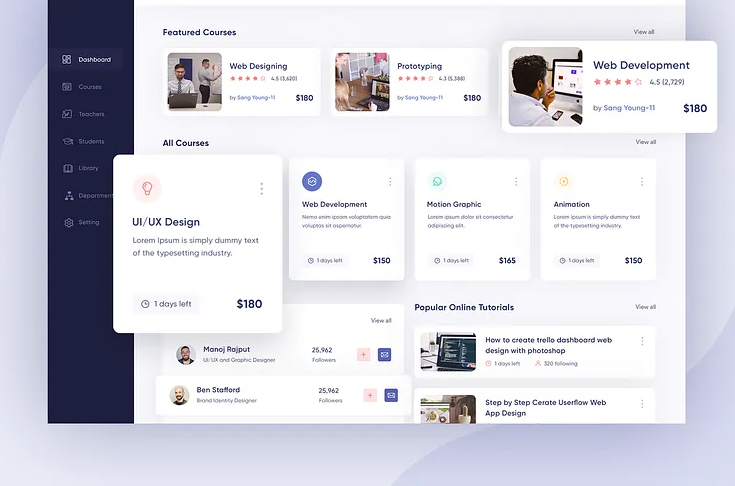 Featured Courses
View all
Dashboard
Courses
Teachers
Students
Library
Department
Setting
Web Designing
4.5 (3,620)
by Sang Young-11
$180
Prototyping
4.3 (5,388)
by Sang Young-11
$180
Web Development
4.5 (2,729)
by Sang Young-11
$180
All Courses
View all
UI/UX Design
Lorem Ipsum is simply dummy text
of the typesetting industry.
1 days left
$180
Web Development
Nemo enim ipsam voluptatem quia
voluptas sit aspernatur.
1 days left
$150
Motion Graphic
Lorem ipsum dolor sit consectetur
adipiscing elit.
1 days left
$165
Animation
Lorem Ipsum is simply dummy text
of the typesetting industry.
1 days left
$150
View all
Manoj Rajput
UI/UX and Graphic Designer
25,962
Followers
Ben Stafford
Brand Identity Designer
25,962
Followers
Popular Online Tutorials
View all
How to create trello dashboard web
design with photoshop
1 days left
320 following
Step by Step Cerate Userflow Web
App Design